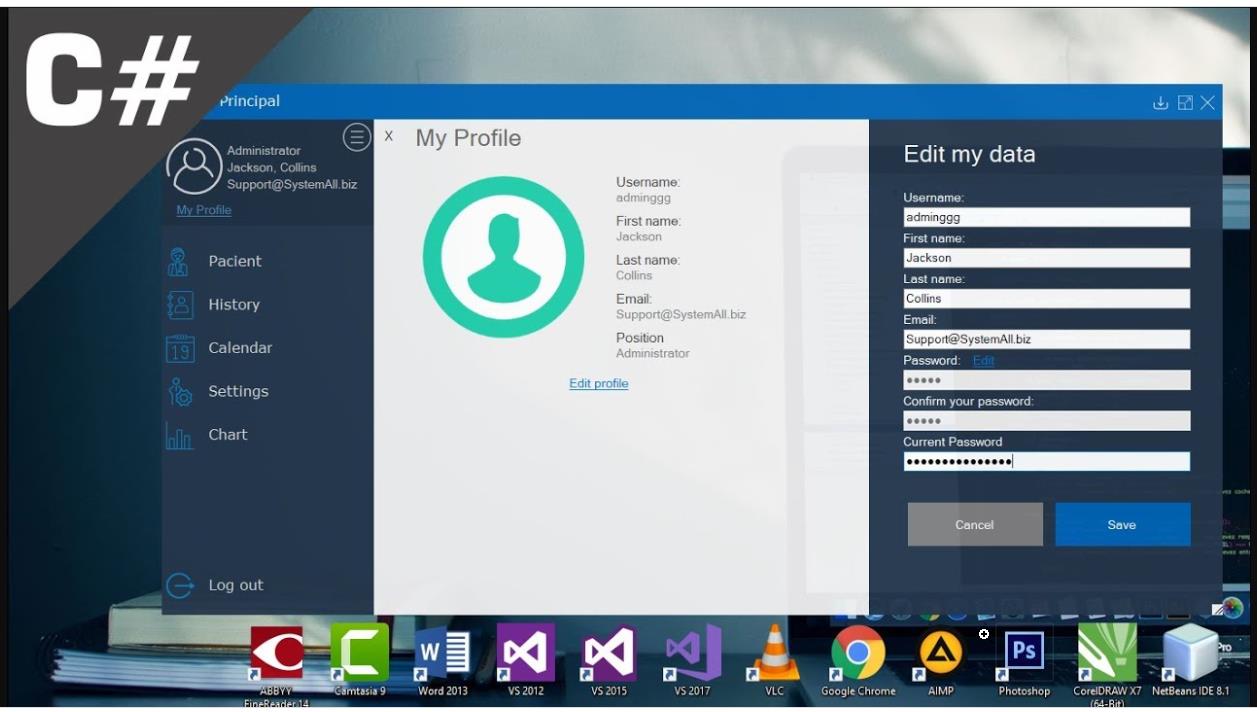 C#
Principal
Administrator
Jackson, Collins
Support@SystemAll.biz
My Profile
Pacient
History
19
Calendar
Settings
Chart
Log out
X
My Profile
Username:
adminggg
First name:
Jackson
Last name:
Collins
Email:
Support@SystemAll.biz
Position
Administrator
Edit profile
Edit my data
Username:
adminggg
First name:
Jackson
Last name:
Collins
Email:
Support@SystemAll.biz
Password: Edit
•••••
Confirm your password:
•••••
Current Password
•••••••••••••••
Cancel
Save
W
Ps
Pro
ABBYY
FineReader 14
Camtasia 9
Word 2013
VS 2012
VS 2015
VS 2017
VLC
Google Chrome
AIMP
Photoshop
CorelDRAW X7
(64-Bit)
NetBeans IDE 8.1